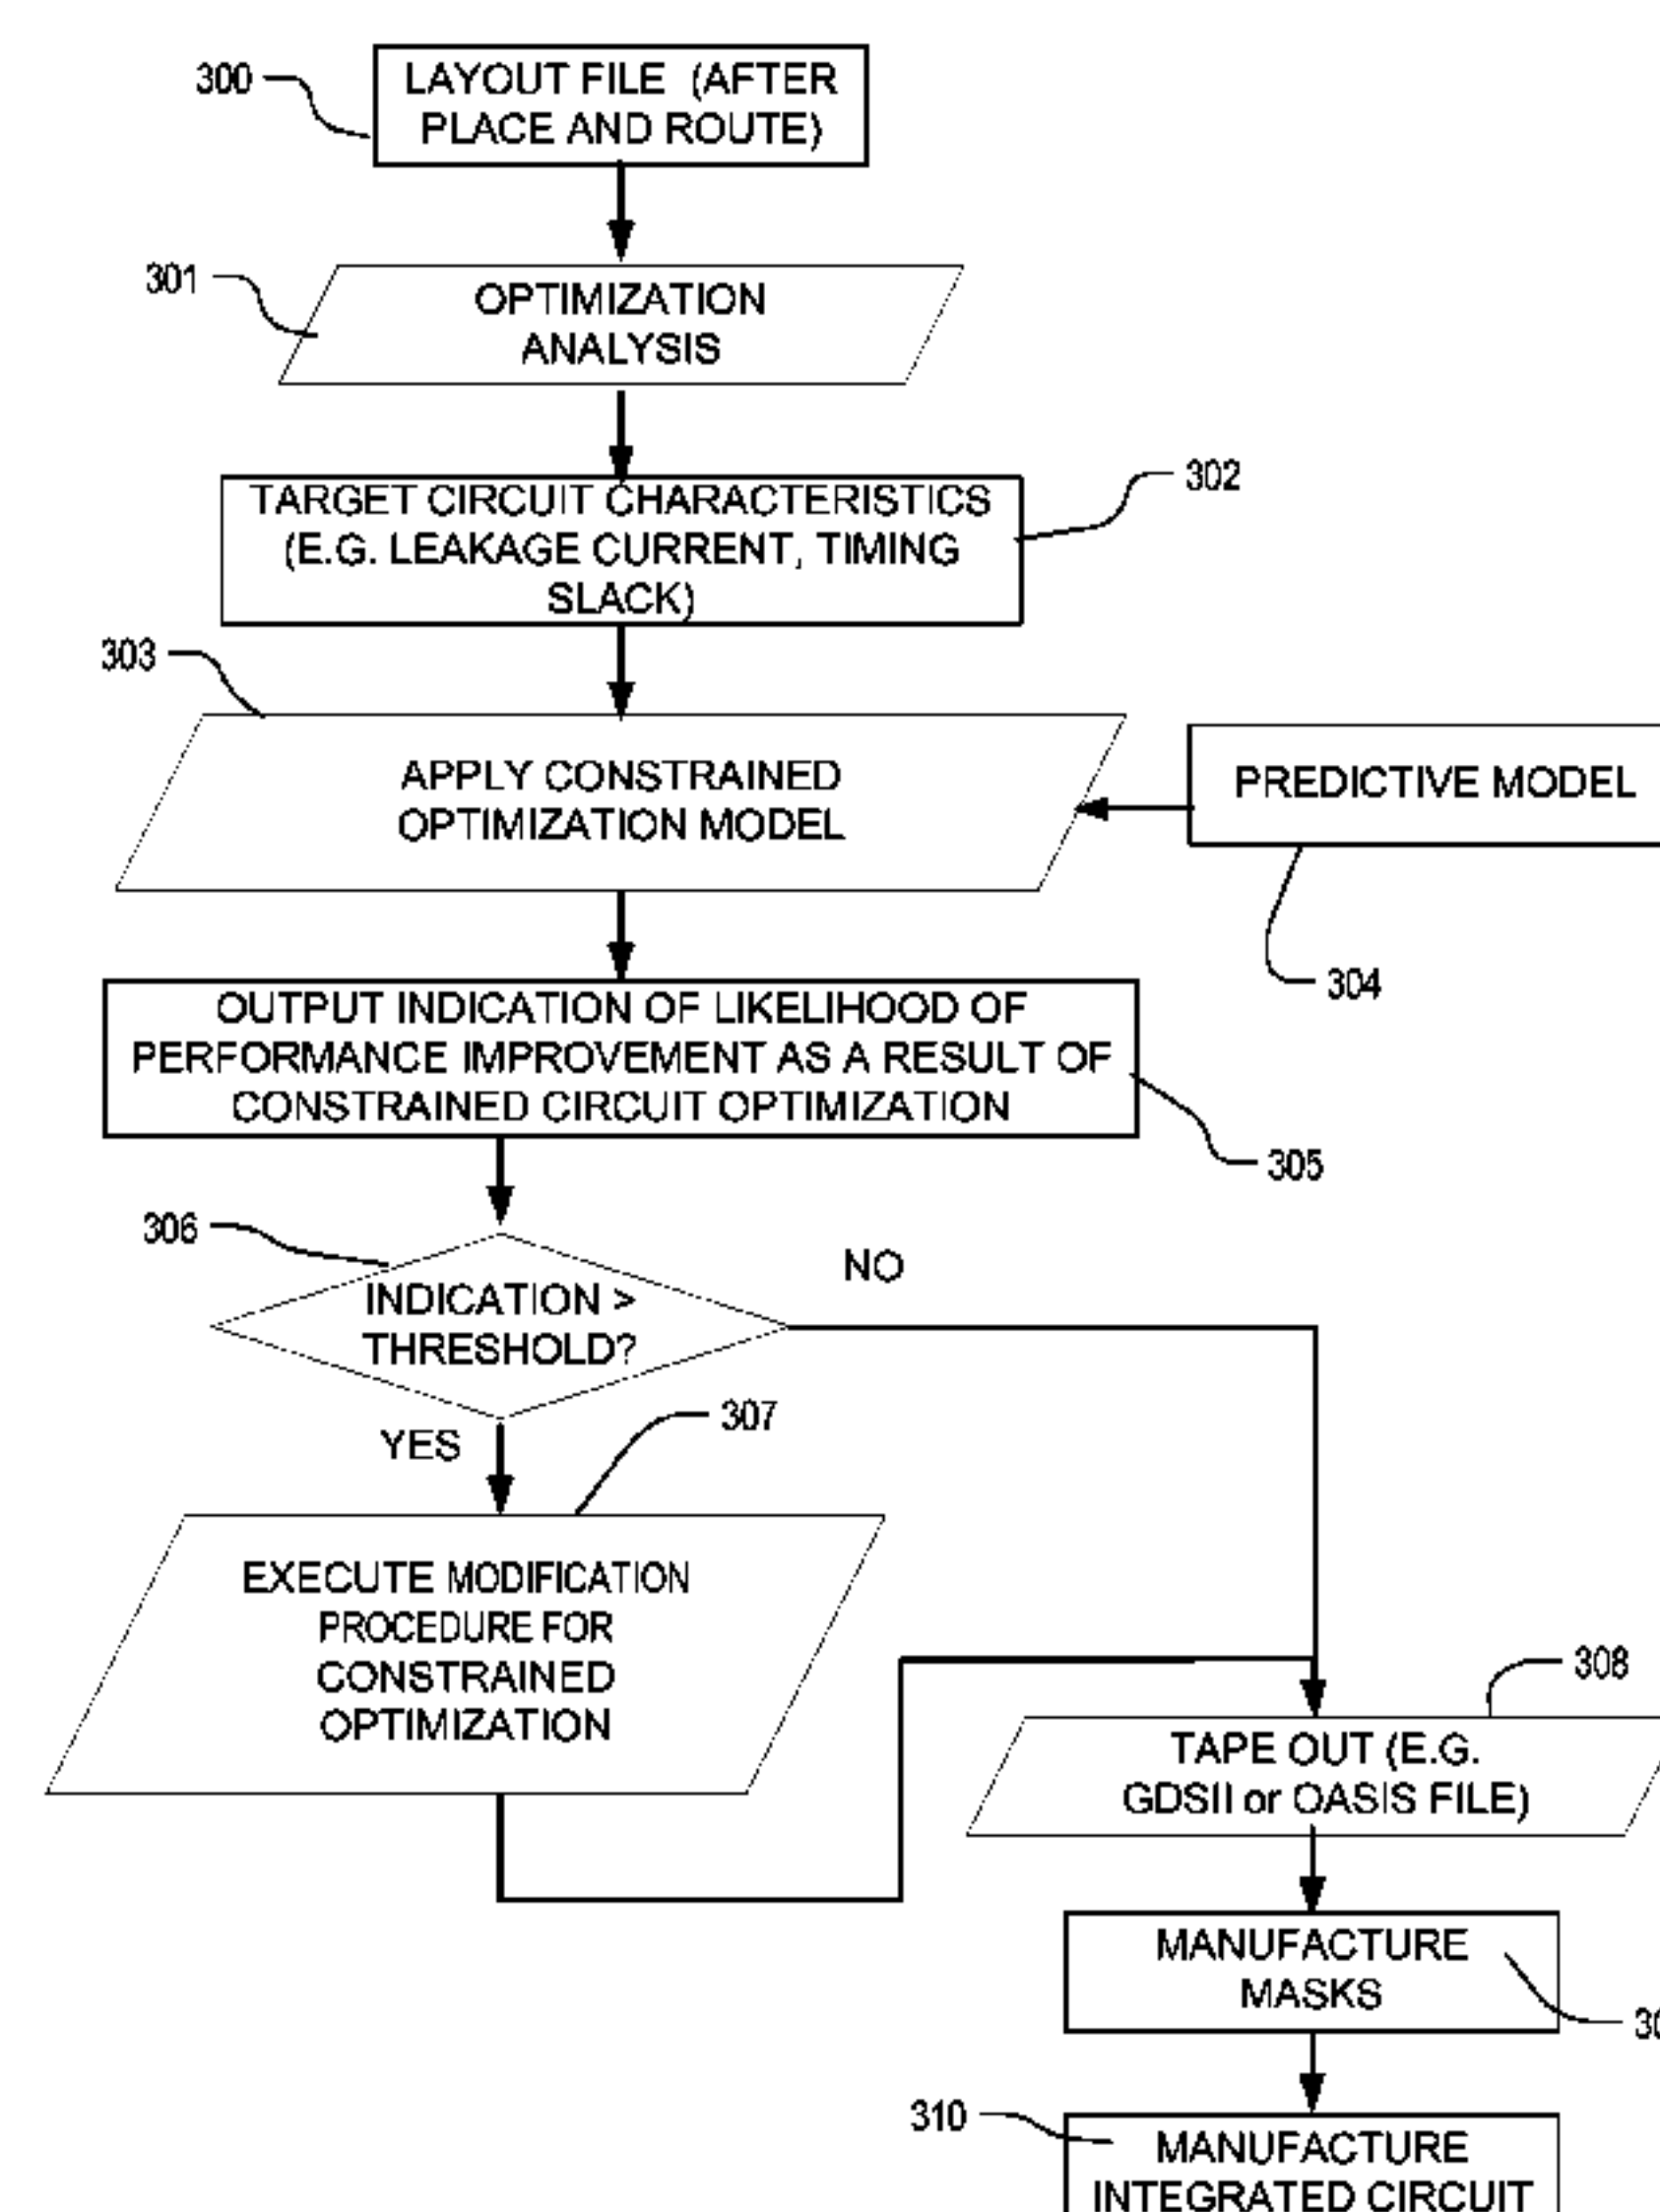 300
LAYOUT FILE (AFTER
PLACE AND ROUTE)
301
OPTIMIZATION
ANALYSIS
302
TARGET CIRCUIT CHARACTERISTICS
(E.G. LEAKAGE CURRENT, TIMING
SLACK)
303
APPLY CONSTRAINED
OPTIMIZATION MODEL
PREDICTIVE MODEL
304
OUTPUT INDICATION OF LIKELIHOOD OF
PERFORMANCE IMPROVEMENT AS A RESULT OF
CONSTRAINED CIRCUIT OPTIMIZATION
305
306
INDICATION >
THRESHOLD?
NO
YES
307
EXECUTE MODIFICATION
PROCEDURE FOR
CONSTRAINED
OPTIMIZATION
308
TAPE OUT (E.G.
GDSII or OASIS FILE)
MANUFACTURE
MASKS
310
MANUFACTURE
INTEGRATED CIRCUIT